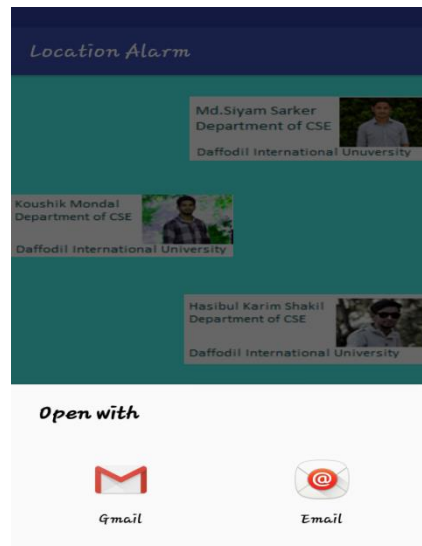 Location Alarm
Md.Siyam Sarker
Department of CSE
Daffodil International Unuversity
Koushik Mondal
Department of CSE
Daffodil International University
Hasibul Karim Shakil
Department of CSE
Daffodil International University
Open with
Gmail
Email